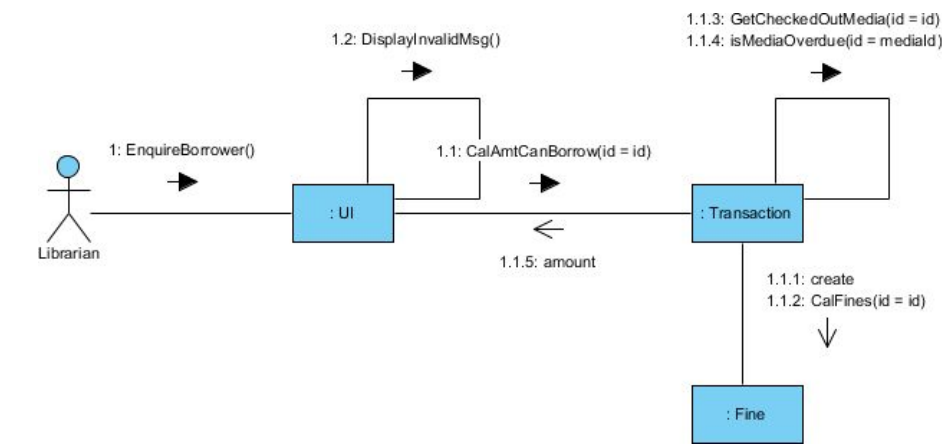 1.1.3: GetCheckedOutMedia(id = id)
1.1.4: isMediaOverdue(id = mediaId)
1.2: DisplayInvalidMsg()
1: EnquireBorrower()
1.1: CalAmtCanBorrow(id = id)
: UI
: Transaction
Librarian
1.1.5: amount
1.1.1: create
1.1.2: CalFines(id = id)
: Fine